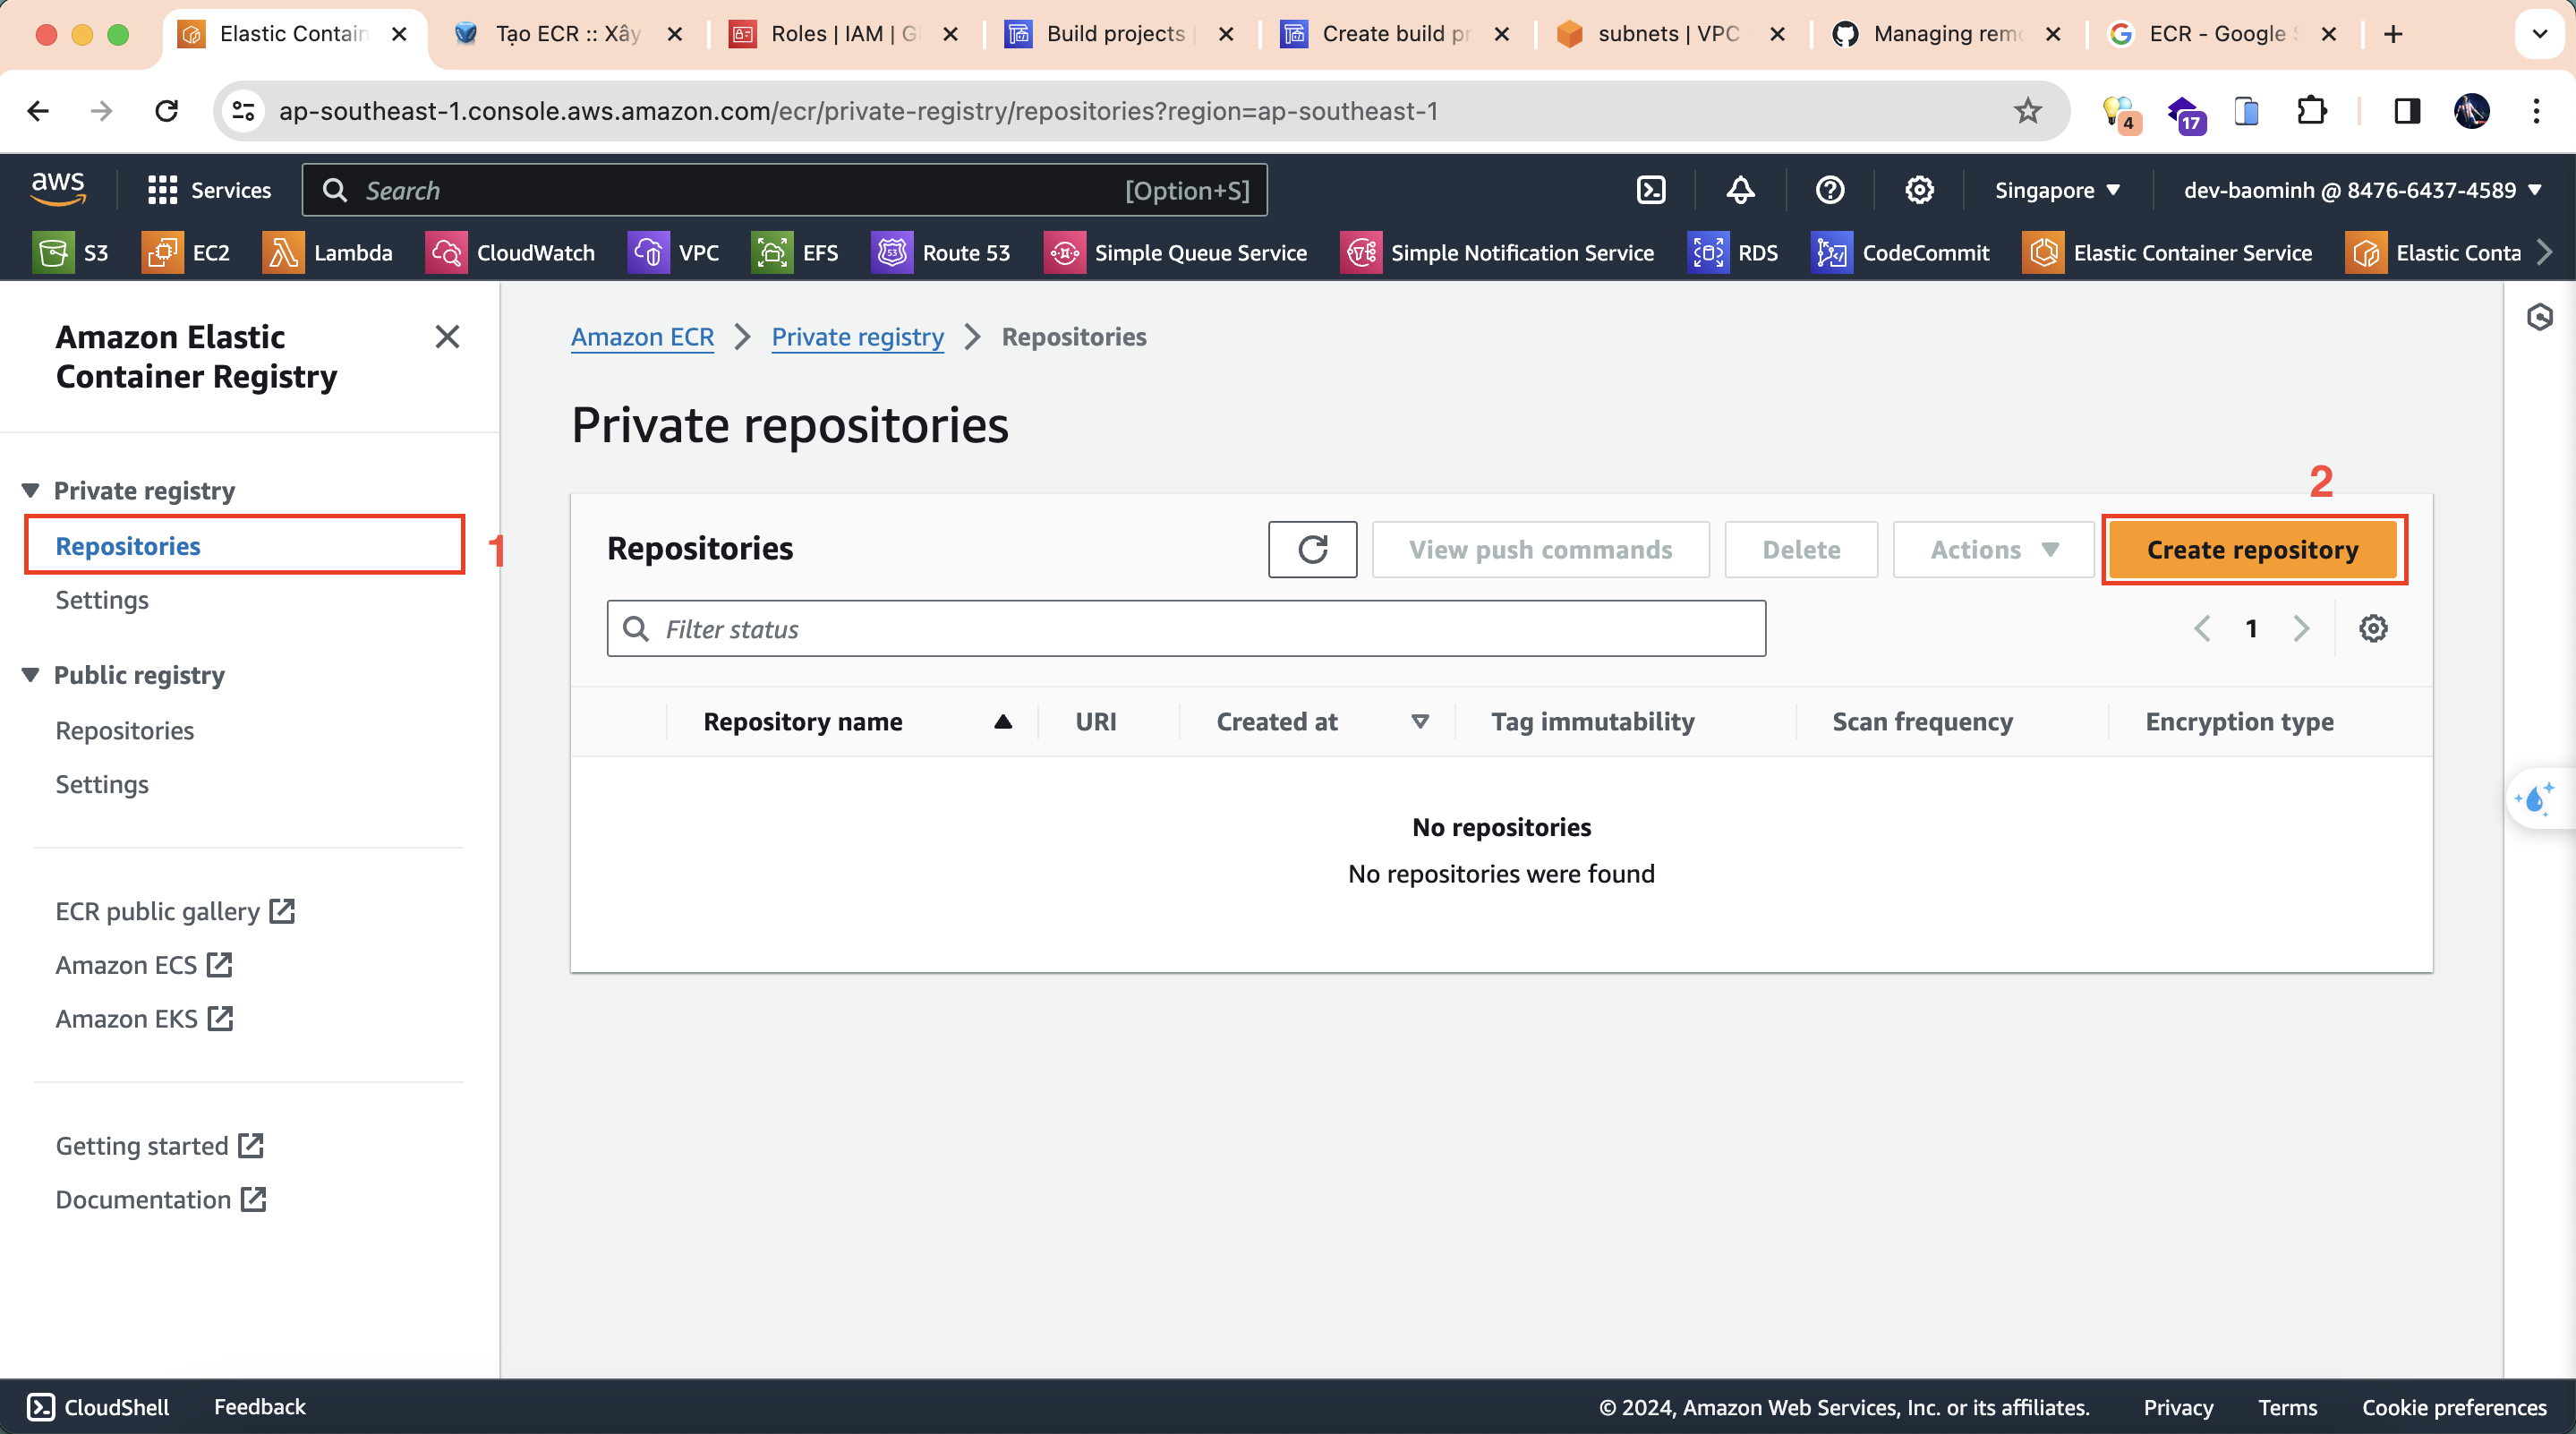 Elastic Contain
Tạo ECR :: Xây
Roles | IAM | Gl
Build projects
Create build pr
subnets | VPC
Managing remo
ECR - Google S
ap-southeast-1.console.aws.amazon.com/ecr/private-registry/repositories?region=ap-southeast-1
4
17
aws
Services
Search
[Option+S]
Singapore
dev-baominh @ 8476-6437-4589
S3
EC2
Lambda
CloudWatch
VPC
EFS
Route 53
Simple Queue Service
Simple Notification Service
RDS
CodeCommit
Elastic Container Service
Elastic Conta
Amazon Elastic
Container Registry
Private registry
Repositories
1
Settings
Public registry
Repositories
Settings
ECR public gallery
Amazon ECS
Amazon EKS
Getting started
Documentation
Amazon ECR
Private registry
Repositories
Private repositories
2
Repositories
View push commands
Delete
Actions
Create repository
Filter status
1
Repository name
URI
Created at
Tag immutability
Scan frequency
Encryption type
No repositories
No repositories were found
CloudShell
Feedback
© 2024, Amazon Web Services, Inc. or its affiliates.
Privacy
Terms
Cookie preferences